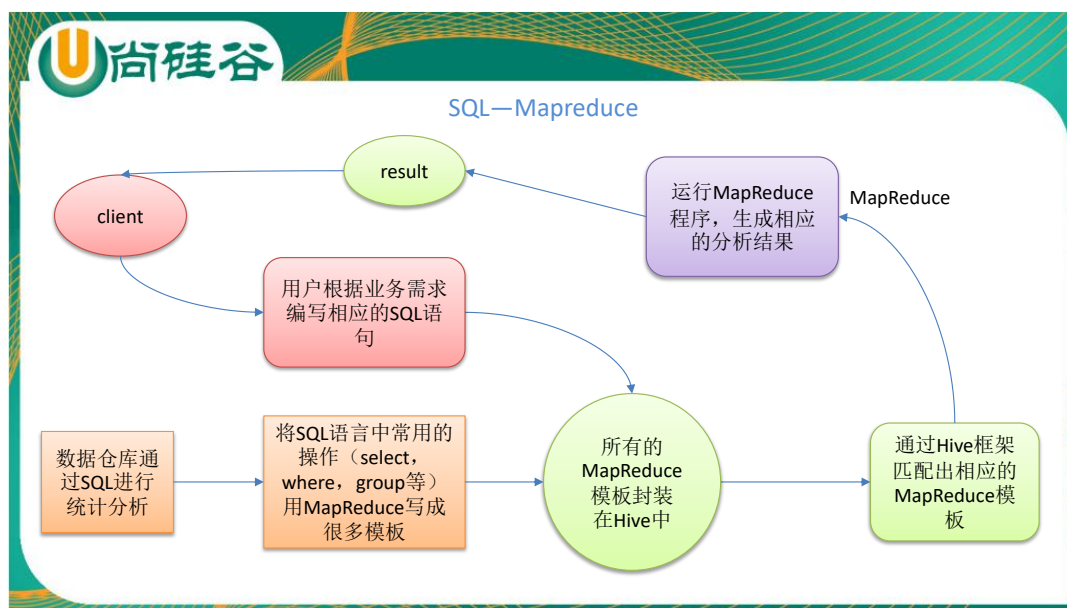 尚硅谷
SQL—Mapreduce
result
client
运行MapReduce
程序，生成相应
的分析结果
MapReduce
用户根据业务需求
编写相应的SQL语
句
数据仓库通
过SQL进行
统计分析
将SQL语言中常用的
操作（select，
where，group等）
用MapReduce写成
很多模板
所有的
MapReduce
模板封装
在Hive中
通过Hive框架
匹配出相应的
MapReduce模
板